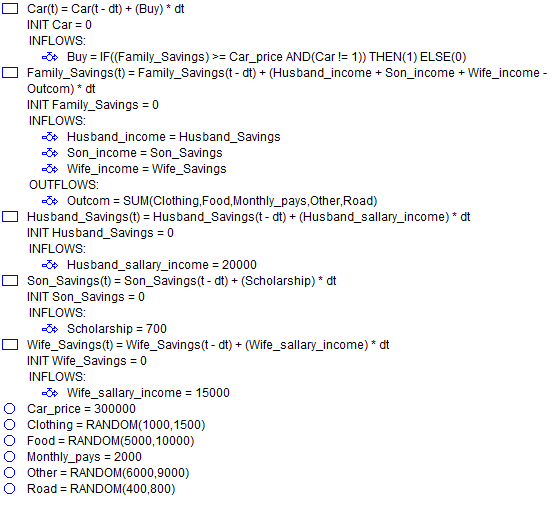 Car(t) = Car(t - dt) + (Buy) * dt
INIT Car = 0
INFLOWS:
Buy = IF((Family_Savings) >= Car_price AND(Car != 1)) THEN(1) ELSE(0)
Family_Savings(t) = Family_Savings(t - dt) + (Husband_income + Son_income + Wife_income -
Outcom) * dt
INIT Family_Savings = 0
INFLOWS:
Husband_income = Husband_Savings
Son_income = Son_Savings
Wife_income = Wife_Savings
OUTFLOWS:
Outcom = SUM(Clothing,Food,Monthly_pays,Other,Road)
Husband_Savings(t) = Husband_Savings(t - dt) + (Husband_sallary_income) * dt
INIT Husband_Savings = 0
INFLOWS:
Husband_sallary_income = 20000
Son_Savings(t) = Son_Savings(t - dt) + (Scholarship) * dt
INIT Son_Savings = 0
INFLOWS:
Scholarship = 700
Wife_Savings(t) = Wife_Savings(t - dt) + (Wife_sallary_income) * dt
INIT Wife_Savings = 0
INFLOWS:
Wife_sallary_income = 15000
Car_price = 300000
Clothing = RANDOM(1000,1500)
Food = RANDOM(5000,10000)
Monthly_pays = 2000
Other = RANDOM(6000,9000)
Road = RANDOM(400,800)